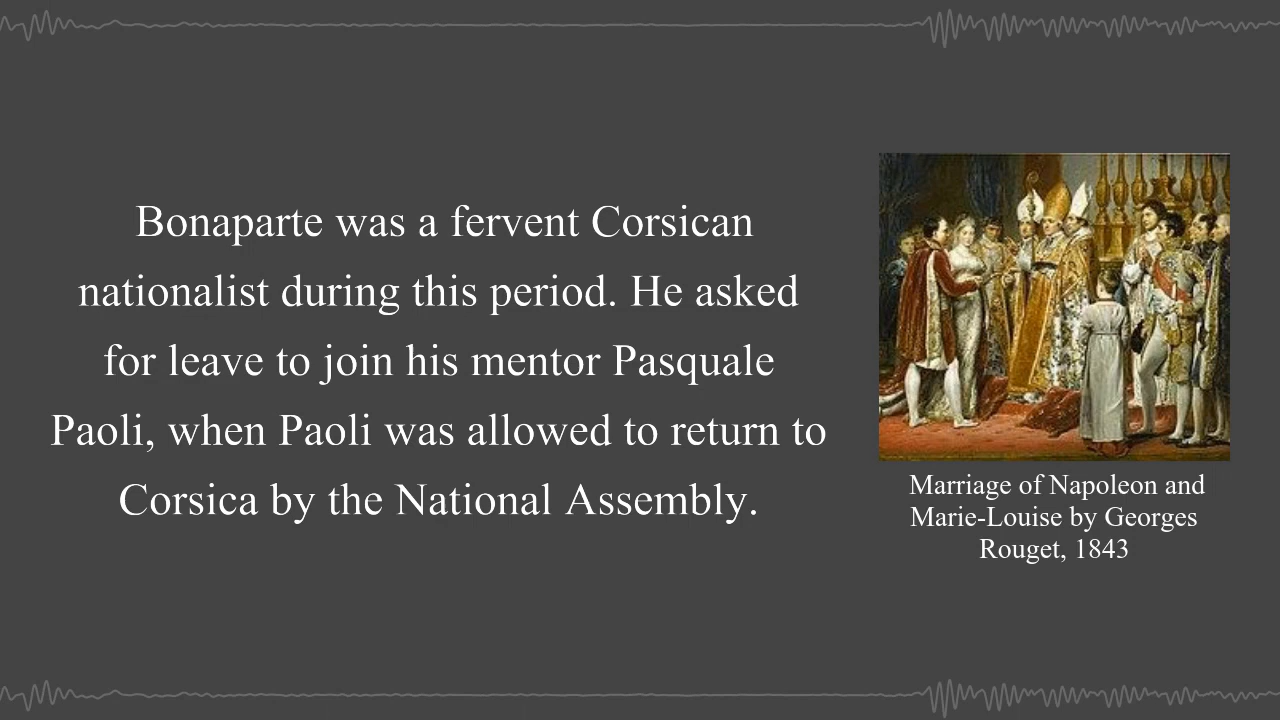 Bonaparte was a fervent Corsican
nationalist during this period. He asked
for leave to join his mentor Pasquale
Paoli, when Paoli was allowed to return to
Corsica by the National Assembly.
Marriage of Napoleon and
Marie-Louise by Georges
Rouget, 1843